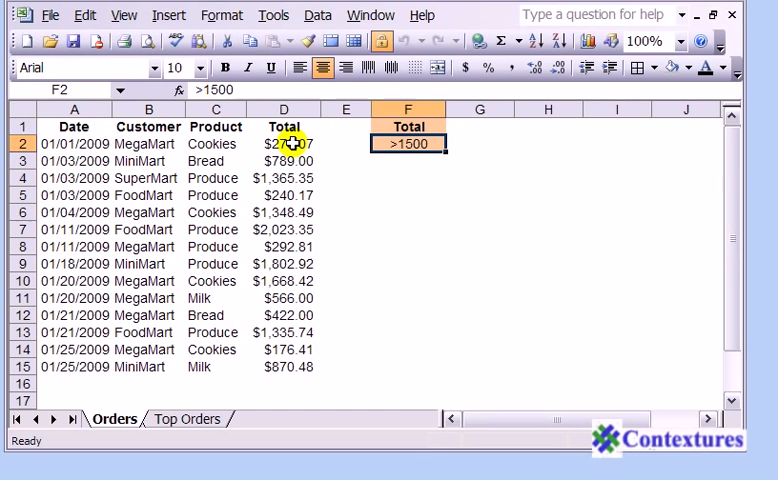 File Edit View Insert Format Tools Data Window Help Type a question for help
100%
Arial 10 B I U $ % , .00 .00
F2 fx >1500
A B C D E F G H I J
1 Date Customer Product Total Total
2 01/01/2009 MegaMart Cookies >1500
3 01/03/2009 MiniMart Bread $789.00
4 01/03/2009 SuperMart Produce $1,365.35
5 01/03/2009 FoodMart Produce $240.17
6 01/04/2009 MegaMart Cookies $1,348.49
7 01/11/2009 FoodMart Produce $2,023.35
8 01/11/2009 MegaMart Produce $292.81
9 01/18/2009 MiniMart Produce $1,802.92
10 01/20/2009 MegaMart Cookies $1,668.42
11 01/20/2009 MegaMart Milk $566.00
12 01/21/2009 MegaMart Bread $422.00
13 01/21/2009 FoodMart Produce $1,335.74
14 01/25/2009 MegaMart Cookies $176.41
15 01/25/2009 MiniMart Milk $870.48
16
17
Orders Top Orders
Ready
Contextures